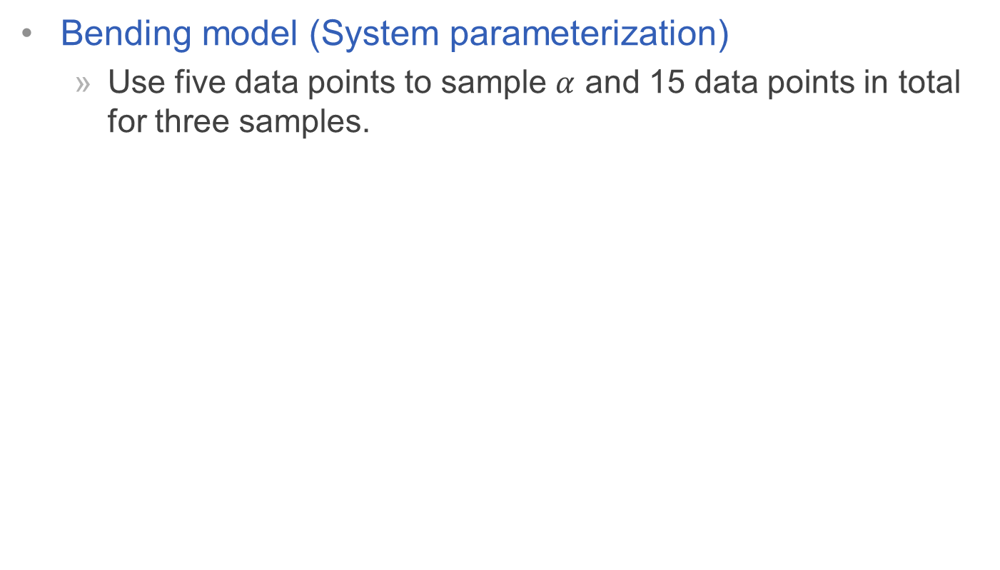 • Bending model (System parameterization)
» Use five data points to sample 𝛼 and 15 data points in total
for three samples.